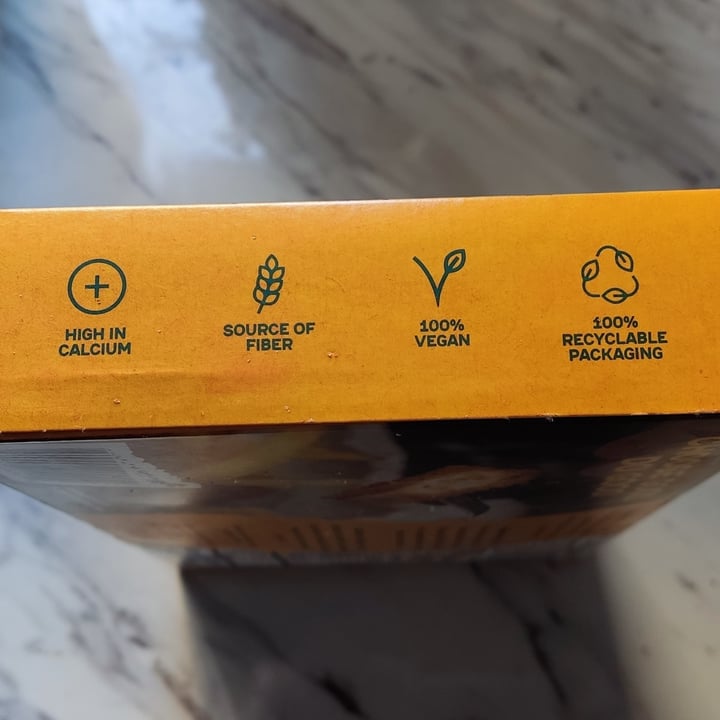 HIGH IN
CALCIUM
SOURCE OF
FIBER
100%
VEGAN
100%
RECYCLABLE
PACKAGING